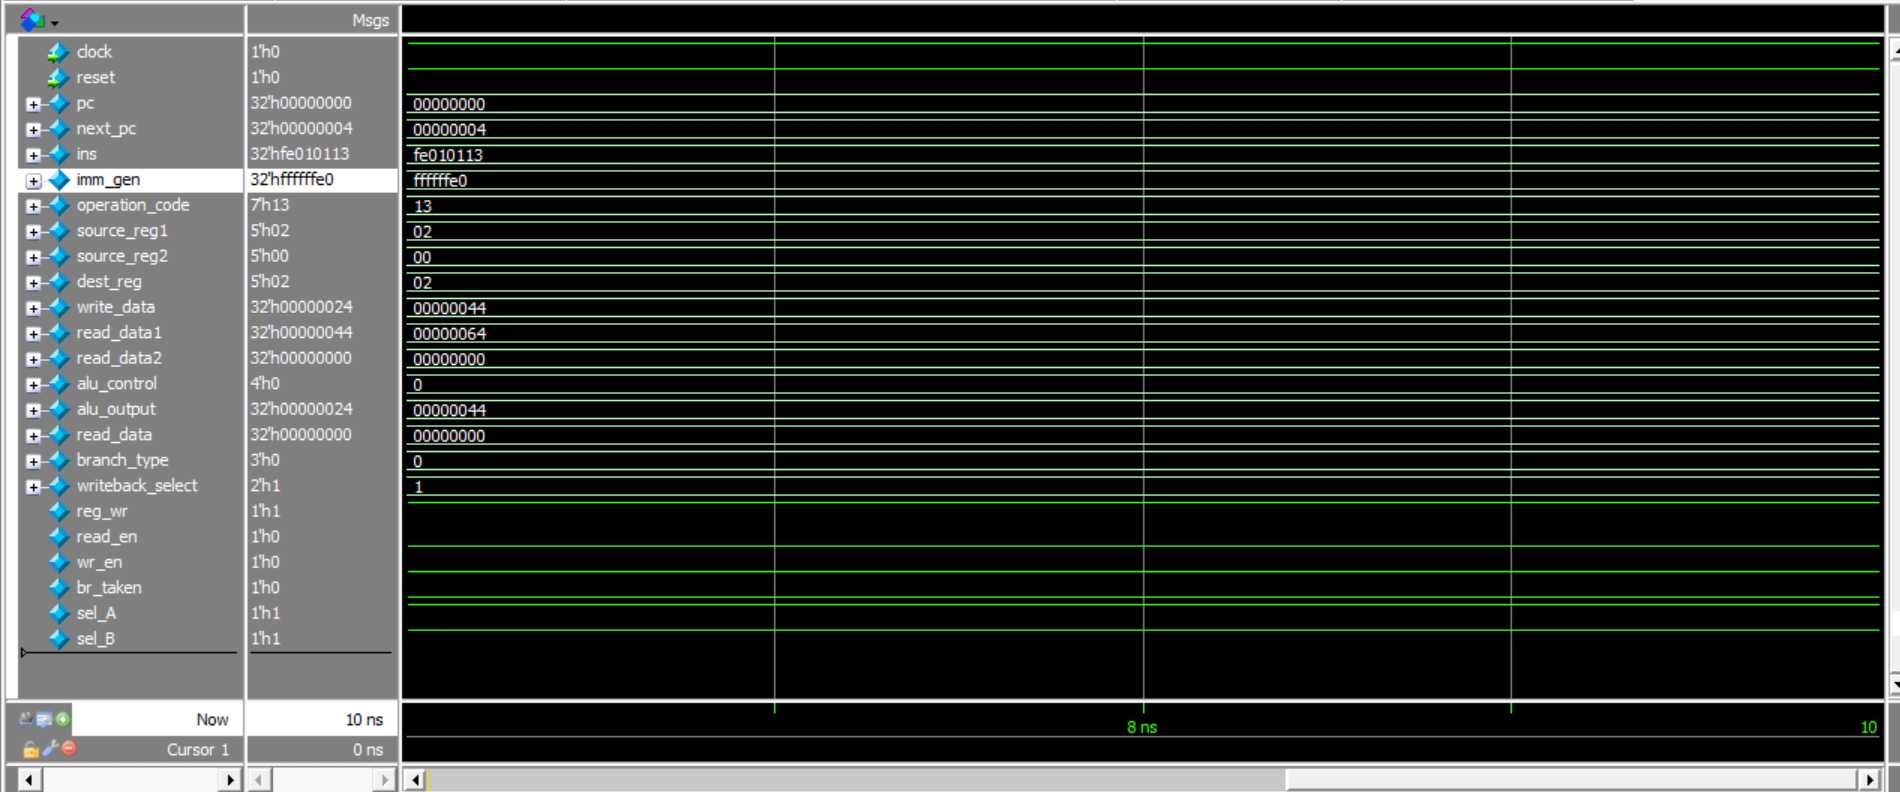 Msgs
clock 1'h0
reset 1'h0
pc 32'h00000000 00000000
next_pc 32'h00000004 00000004
ins 32'hfe010113 fe010113
imm_gen 32'hffffffe0 ffffffe0
operation_code 7'h13 13
source_reg1 5'h02 02
source_reg2 5'h00 00
dest_reg 5'h02 02
write_data 32'h00000024 00000044
read_data1 32'h00000044 00000064
read_data2 32'h00000000 00000000
alu_control 4'h0 0
alu_output 32'h00000024 00000044
read_data 32'h00000000 00000000
branch_type 3'h0 0
writeback_select 2'h1 1
reg_wr 1'h1
read_en 1'h0
wr_en 1'h0
br_taken 1'h0
sel_A 1'h1
sel_B 1'h1
Now 10 ns 8 ns 10
Cursor 1 0 ns